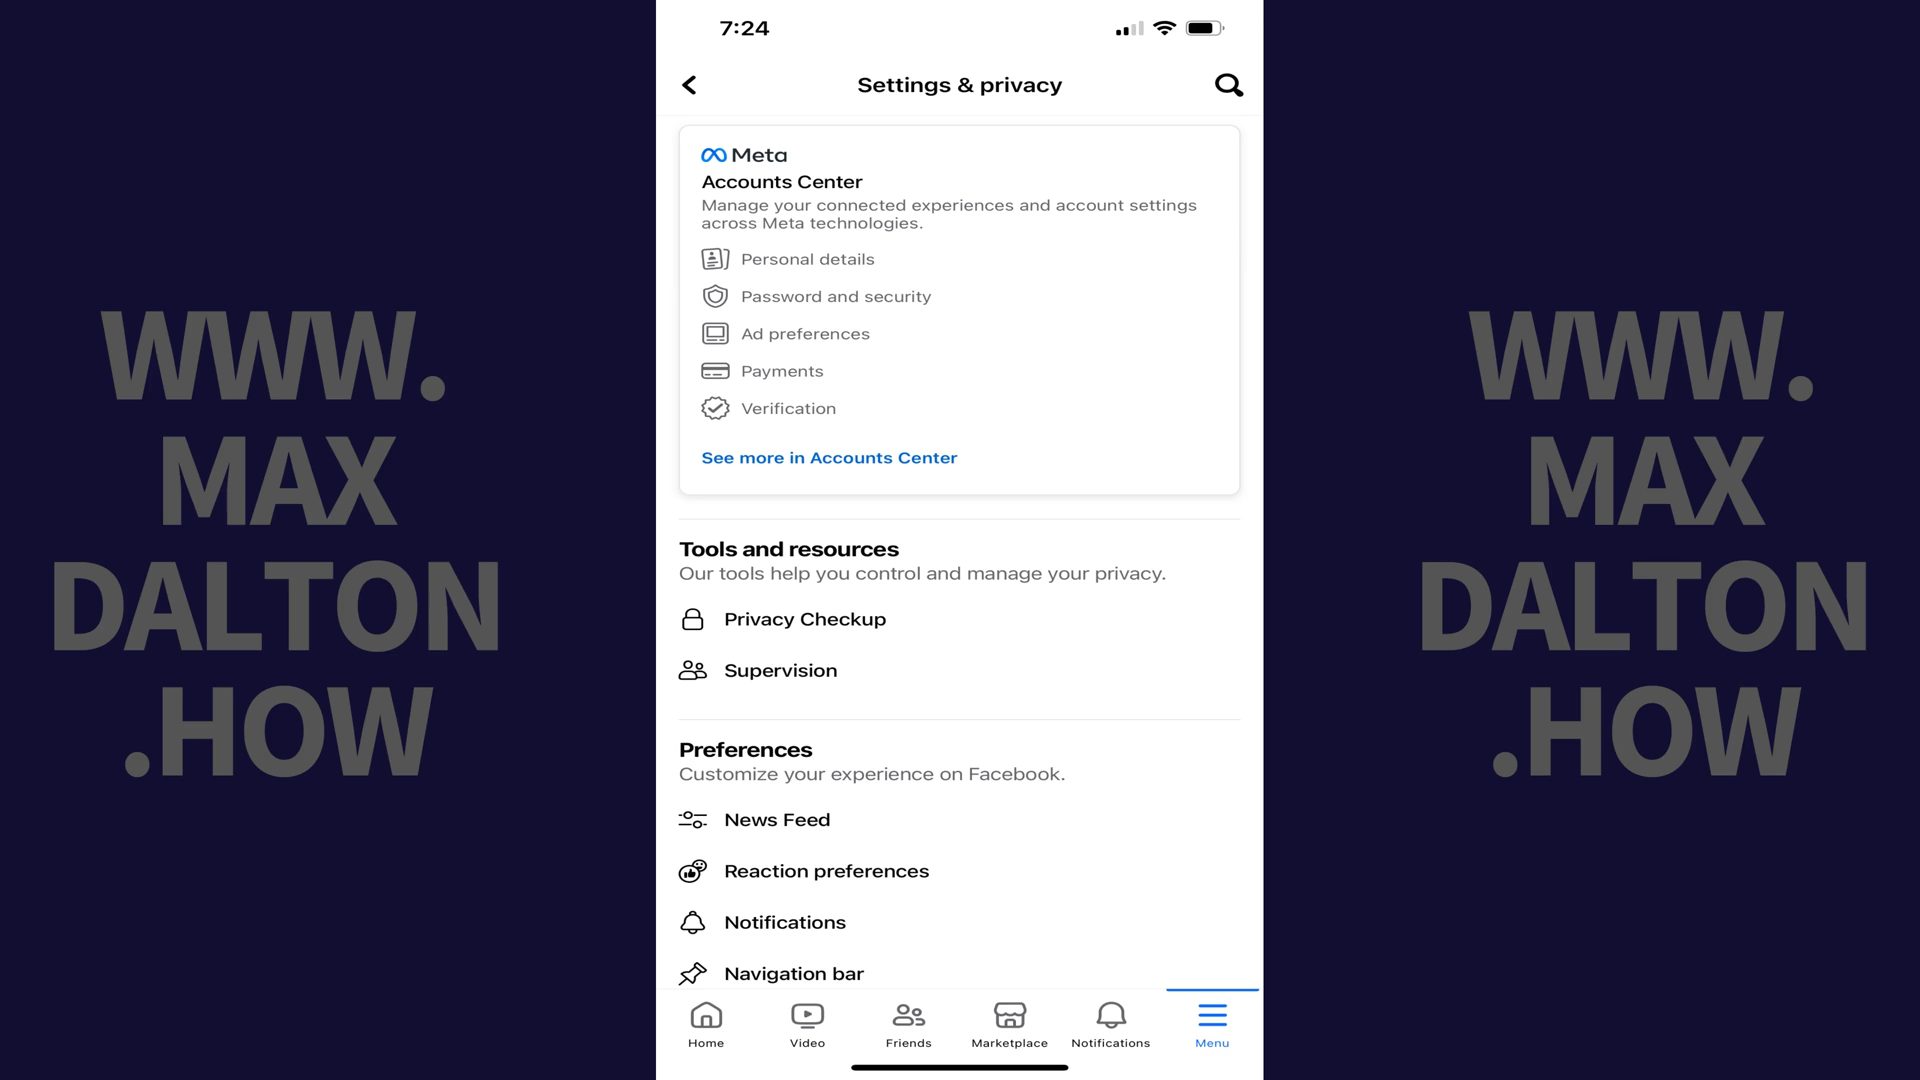 WWW.
MAX
DALTON
.HOW
7:24
Settings & privacy
Meta
Accounts Center
Manage your connected experiences and account settings
across Meta technologies.
Personal details
Password and security
Ad preferences
Payments
Verification
See more in Accounts Center
Tools and resources
Our tools help you control and manage your privacy.
Privacy Checkup
Supervision
Preferences
Customize your experience on Facebook.
News Feed
Reaction preferences
Notifications
Navigation bar
Home
Video
Friends
Marketplace
Notifications
Menu
WWW.
MAX
DALTON
.HOW